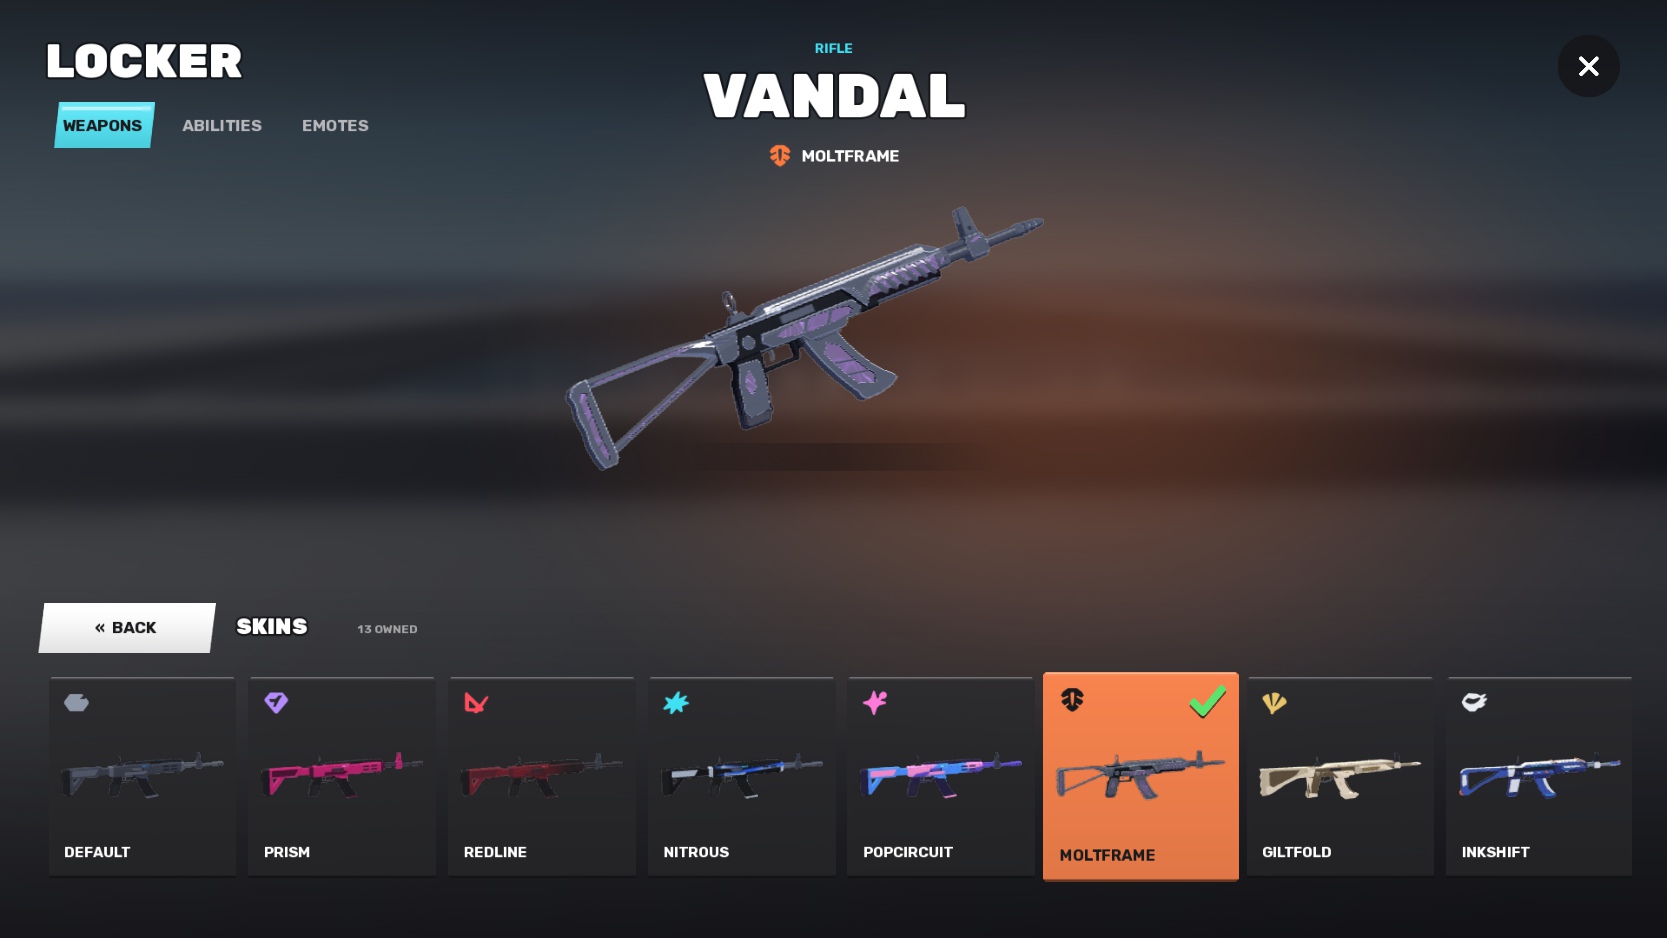 LOCKER
WEAPONS ABILITIES EMOTES
RIFLE
VANDAL
MOLTFRAME
« BACK
SKINS
13 OWNED
DEFAULT
PRISM
REDLINE
NITROUS
POPCIRCUIT
MOLTFRAME
GILTFOLD
INKSHIFT